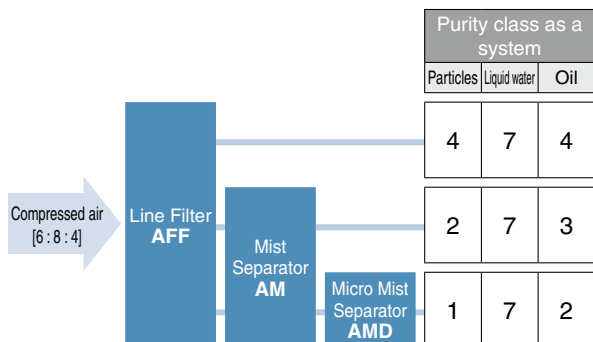 Purity class as a
system
Particles Liquid water Oil
4 7 4
Compressed air
[6 : 8 : 4]
Line Filter
AFF
2 7 3
Mist
Separator
AM
Micro Mist
Separator
AMD
1 7 2